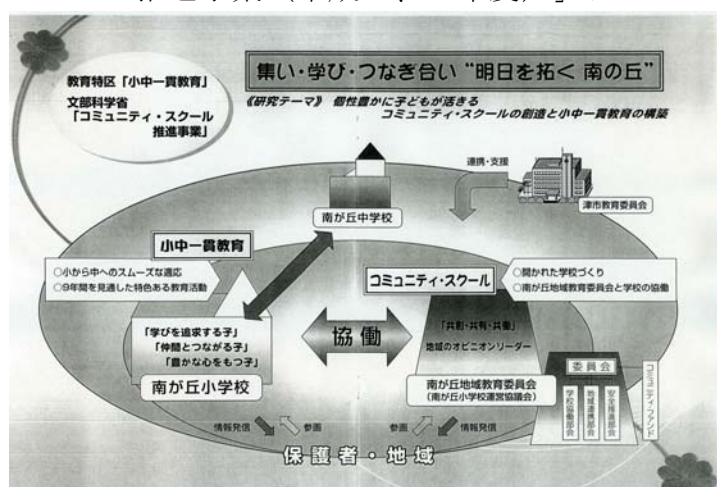 教育特区「小中一貫教育」
文部科学省
「コミュニティ・スクール
推進事業」
集い・学び・つなぎ合い “明日を拓く 南の丘”
《研究テーマ》 個性豊かに子どもが活きる
コミュニティ・スクールの創造と小中一貫教育の構築
連携・支援
津市教育委員会
南が丘中学校
小中一貫教育
○小から中へのスムーズな適応
○9年間を見通した特色ある教育活動
コミュニティ・スクール
○開かれた学校づくり
○南が丘地域教育委員会と学校の協働
「学びを追求する子」
「仲間とつながる子」
「豊かな心をもつ子」
南が丘小学校
協働
「共創・共有・共働」
地域のオピニオンリーダー
南が丘地域教育委員会
(南が丘小学校運営協議会)
委員会
学校協働部会
地域連携部会
安全推進部会
コミュニティ・ファンド
情報発信
参画
参画
情報発信
保護者・地域